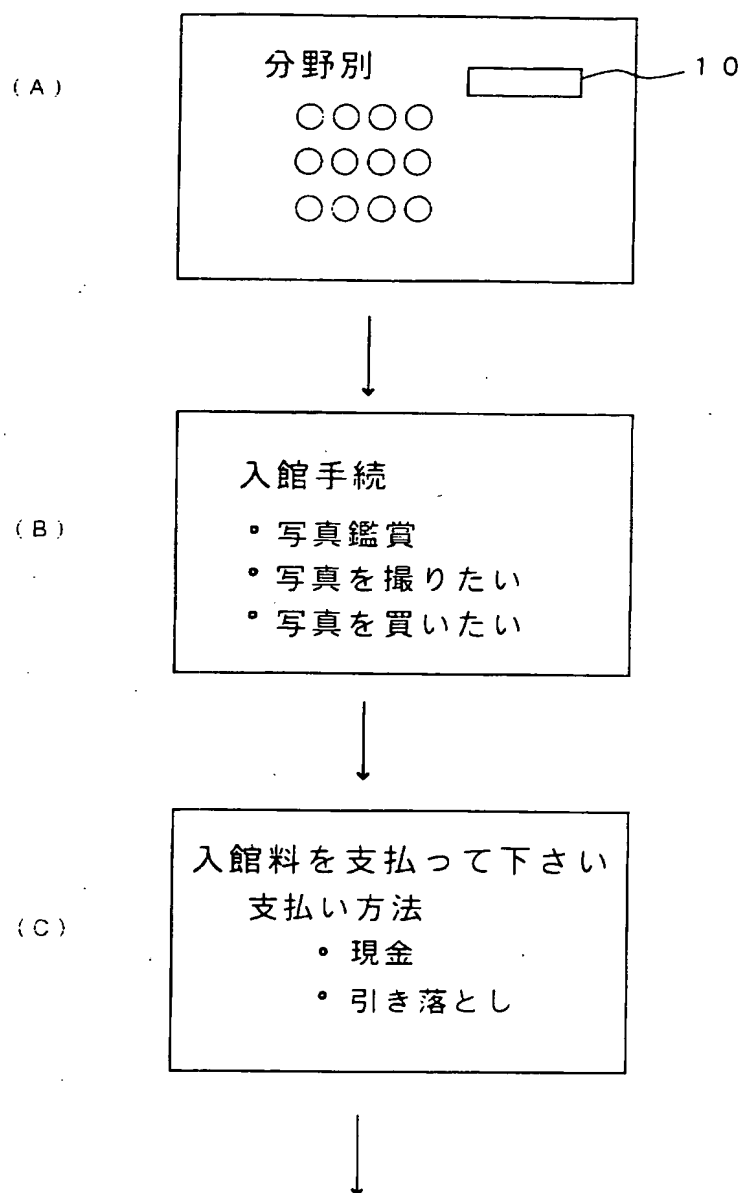 (A)
分野別
10
○○○○
○○○○
○○○○
(B)
入館手続
・写真鑑賞
・写真を撮りたい
・写真を買いたい
(C)
入館料を支払って下さい
支払い方法
・現金
・引き落とし